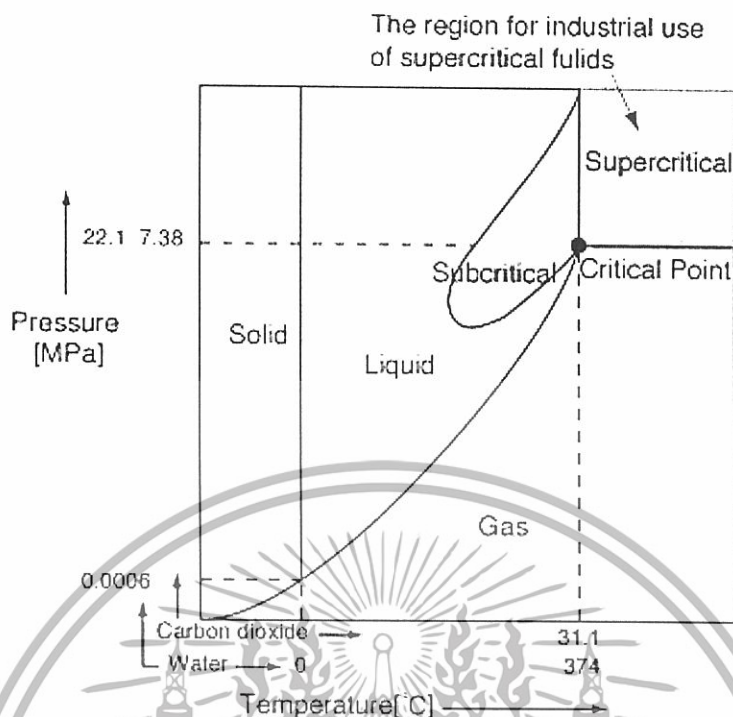 The region for industrial use
of supercritical fulids
Supercritical
22.1 7.38
Subcritical
Critical Point
Pressure
[MPa]
Solid
Liquid
Gas
0.0006
Carbon dioxide
31.1
Water
0
374
Temperature[°C]